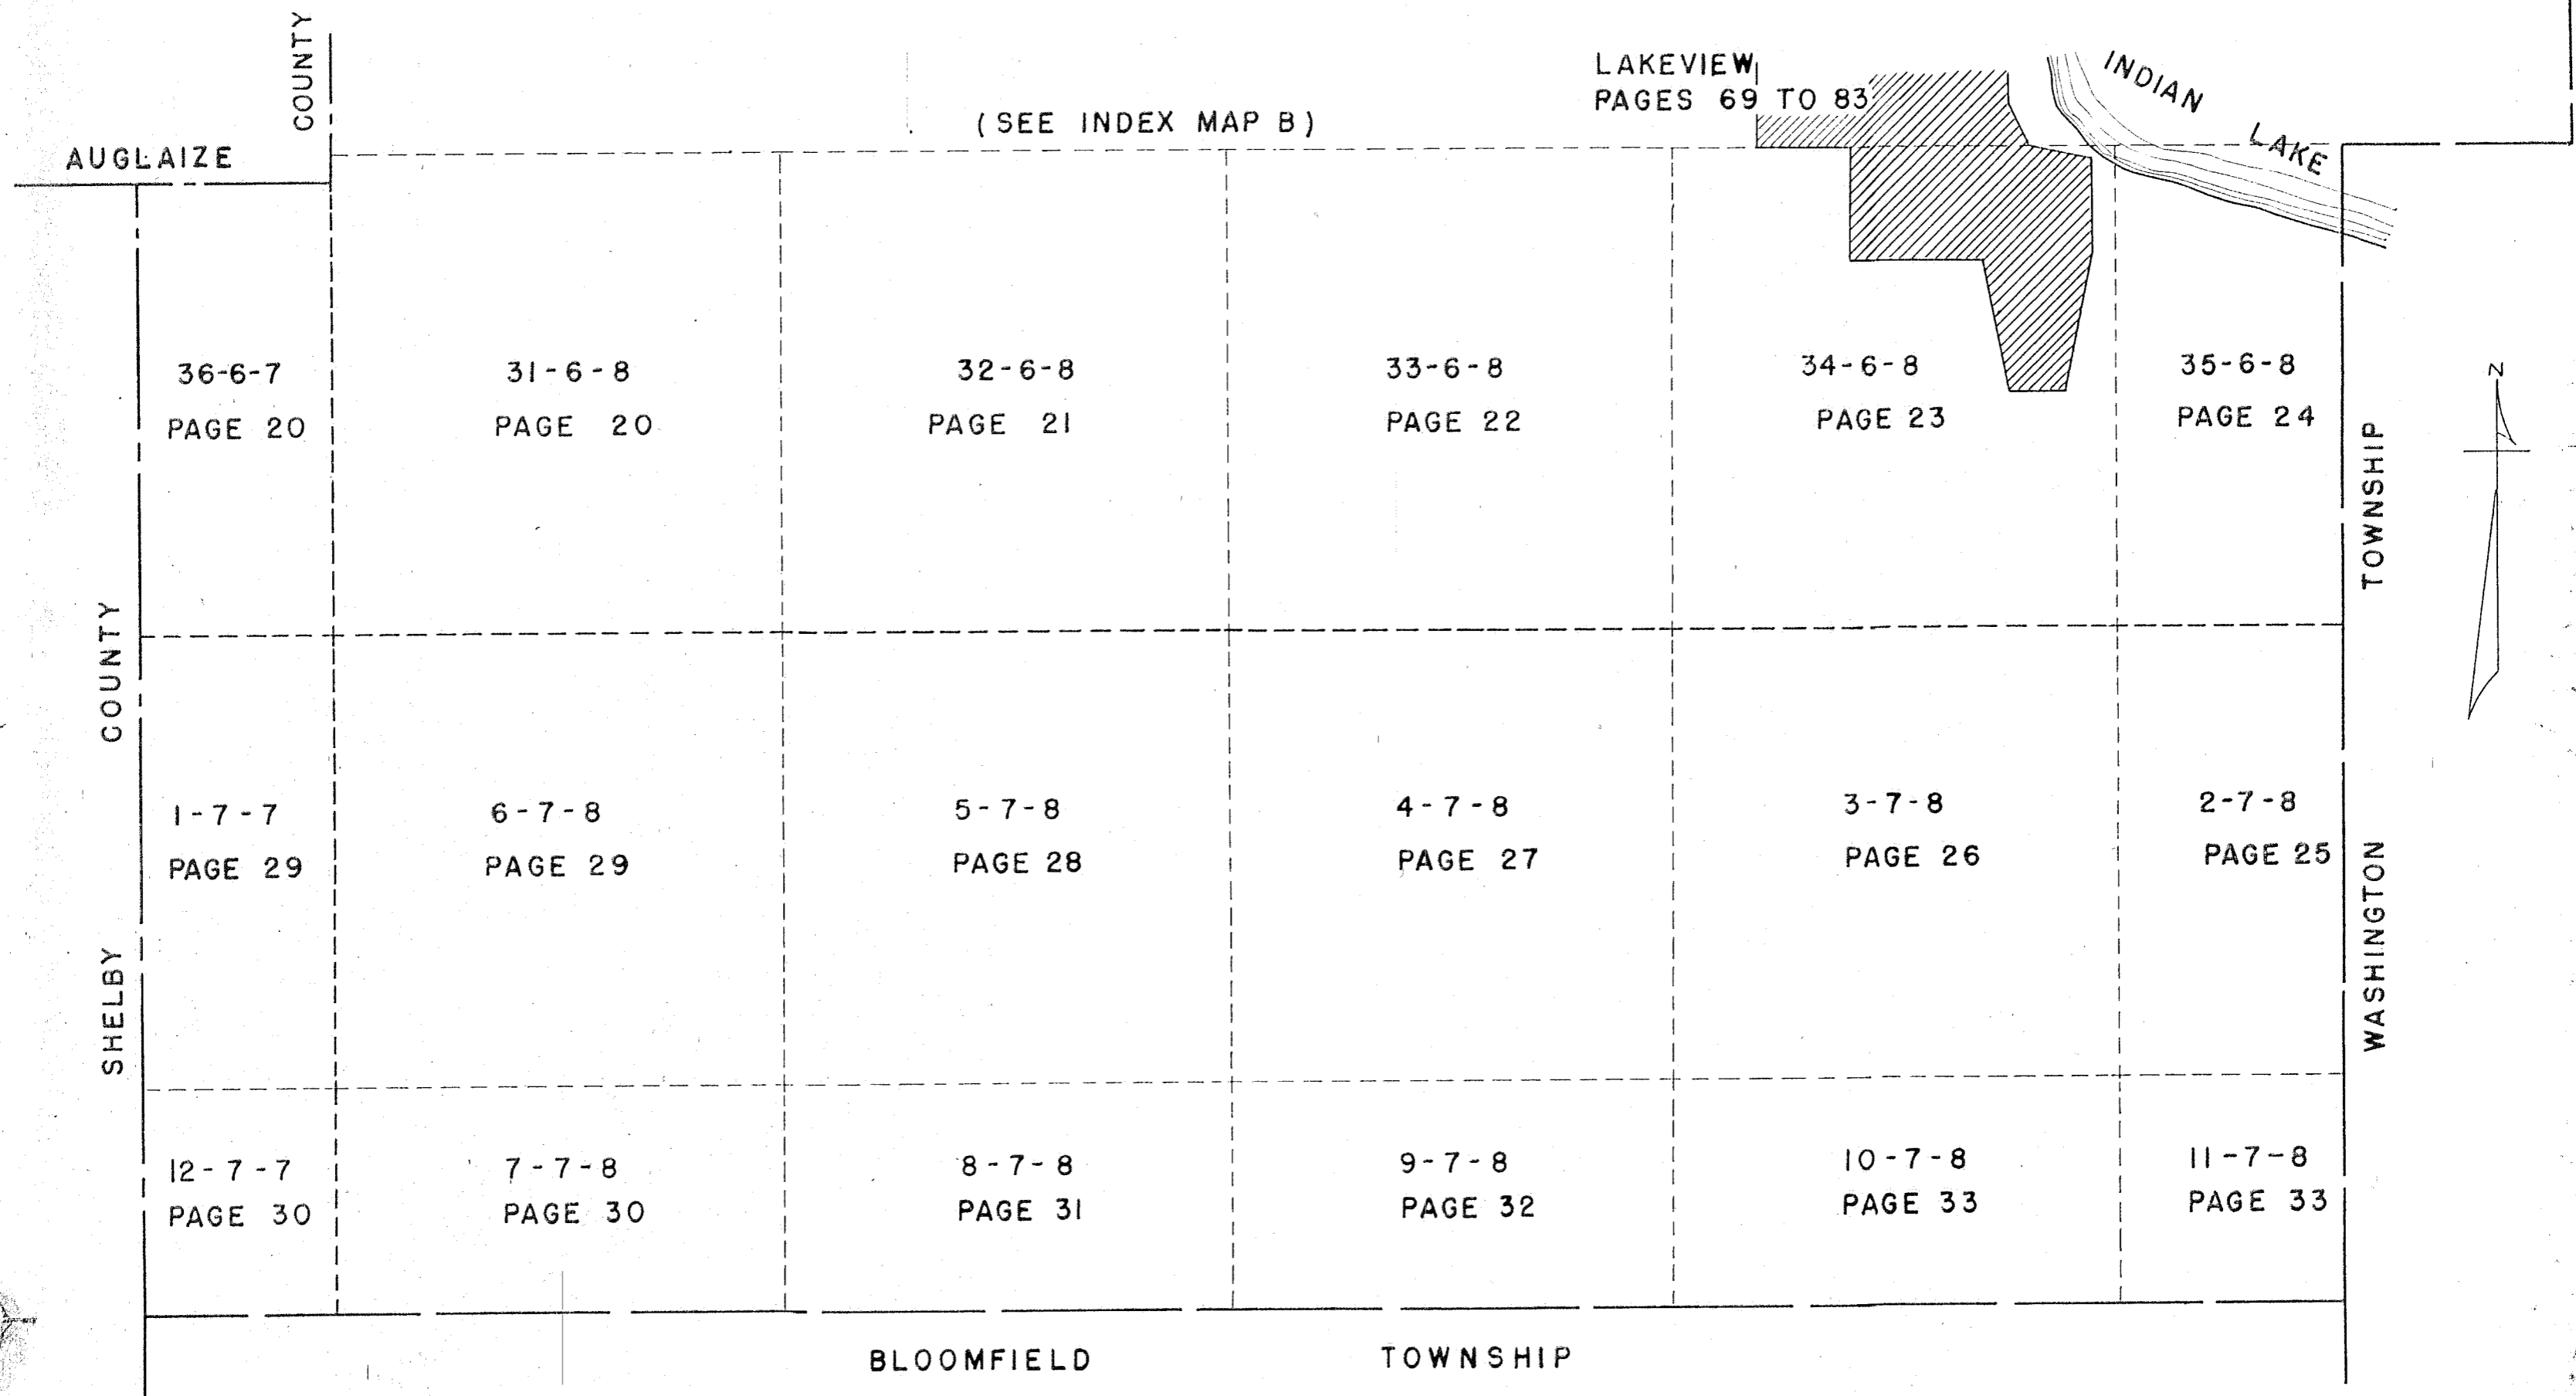 COUNTY
AUGLAIZE
(SEE INDEX MAP B)
LAKEVIEW
PAGES 69 TO 83
INDIAN LAKE
36-6-7
PAGE 20
31-6-8
PAGE 20
32-6-8
PAGE 21
33-6-8
PAGE 22
34-6-8
PAGE 23
35-6-8
PAGE 24
N
SHELBY COUNTY
WASHINGTON TOWNSHIP
1-7-7
PAGE 29
6-7-8
PAGE 29
5-7-8
PAGE 28
4-7-8
PAGE 27
3-7-8
PAGE 26
2-7-8
PAGE 25
12-7-7
PAGE 30
7-7-8
PAGE 30
8-7-8
PAGE 31
9-7-8
PAGE 32
10-7-8
PAGE 33
11-7-8
PAGE 33
BLOOMFIELD TOWNSHIP